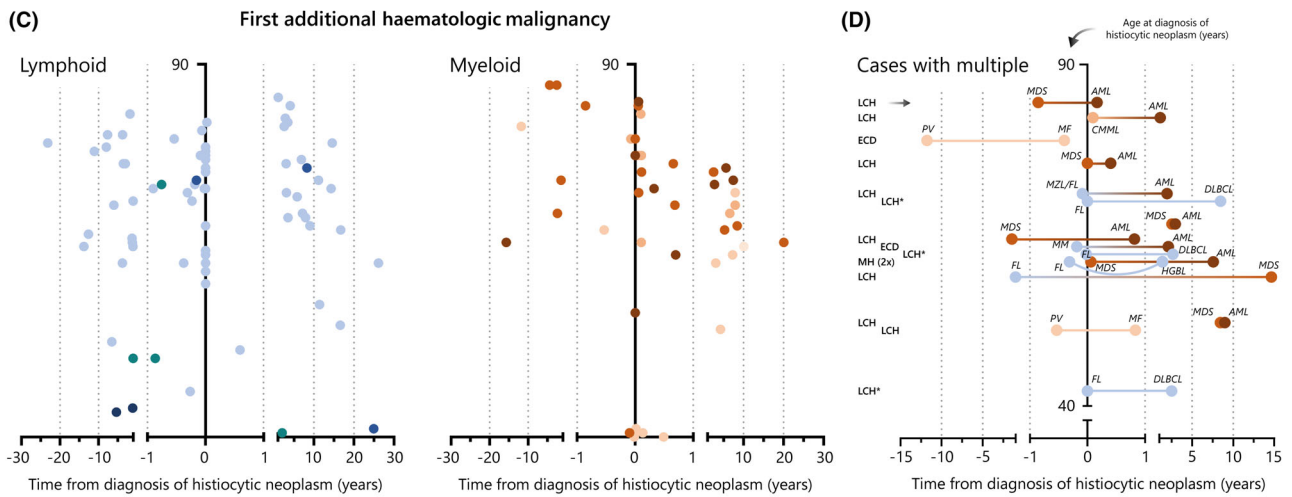 (C)
First additional haematologic malignancy
Lymphoid
90
-30
-20
-10
-1
0
1
10
20
30
Time from diagnosis of histiocytic neoplasm (years)
Myeloid
90
-30
-20
-10
-1
0
1
10
20
30
Time from diagnosis of histiocytic neoplasm (years)
(D)
Age at diagnosis of
histiocytic neoplasm (years)
Cases with multiple
90
LCH
MDS
AML
LCH
CMML
AML
ECD
PV
MF
LCH
MDS
AML
LCH
MZL/FL
AML
LCH*
FL
DLBCL
MDS
AML
LCH
MDS
AML
ECD
MM
AML
LCH*
FL
DLBCL
MH (2x)
FL
HGBL
MDS
AML
LCH
FL
MDS
LCH
MDS
AML
LCH
PV
MF
LCH*
FL
DLBCL
40
-15
-10
-5
-1
0
1
5
10
15
Time from diagnosis of histiocytic neoplasm (years)